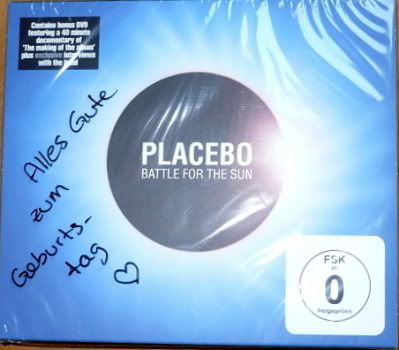 Contains bonus DVD
featuring a 40 minute
documentary of
'The making of the album'
plus exclusive interviews
with the band
Alles Gute
zum
Geburts-
tag ♡
PLACEBO
BATTLE FOR THE SUN
FSK
ab
0
freigegeben